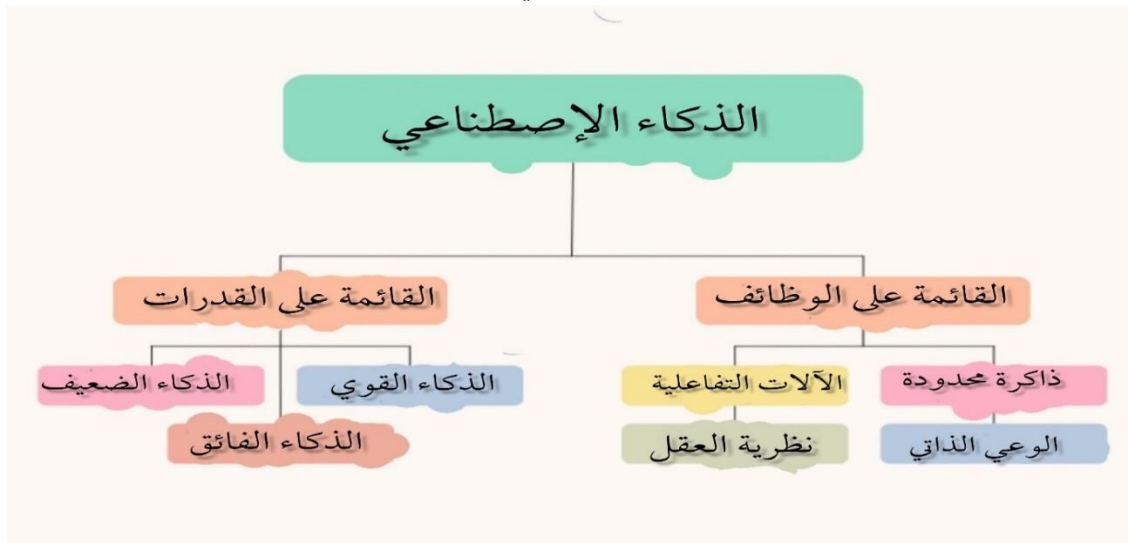 الذكاء الإصطناعي
القائمة على الوظائف
القائمة على القدرات
ذاكرة محدودة
الآلات التفاعلية
الذكاء القوي
الذكاء الضعيف
الوعي الذاتي
نظرية العقل
الذكاء الفائق